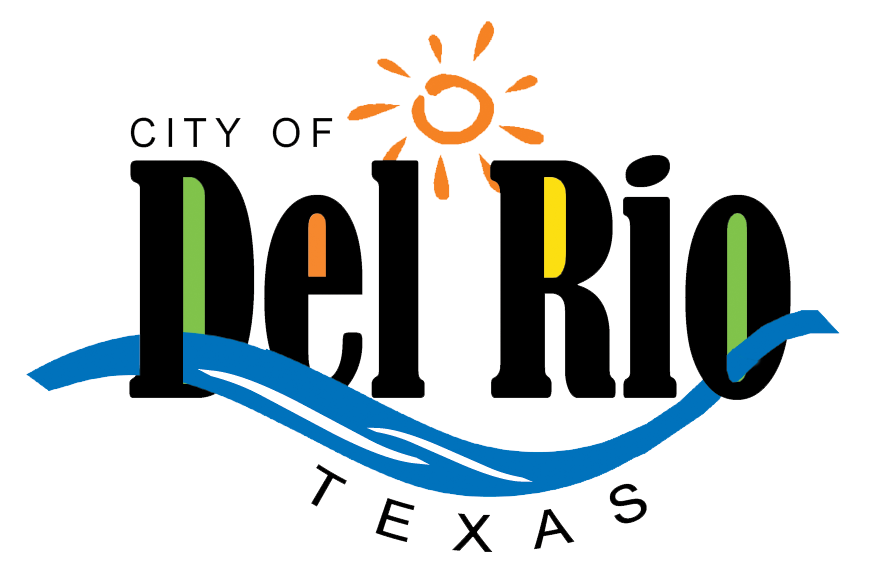 CITY OF
Del Rio
TEXAS